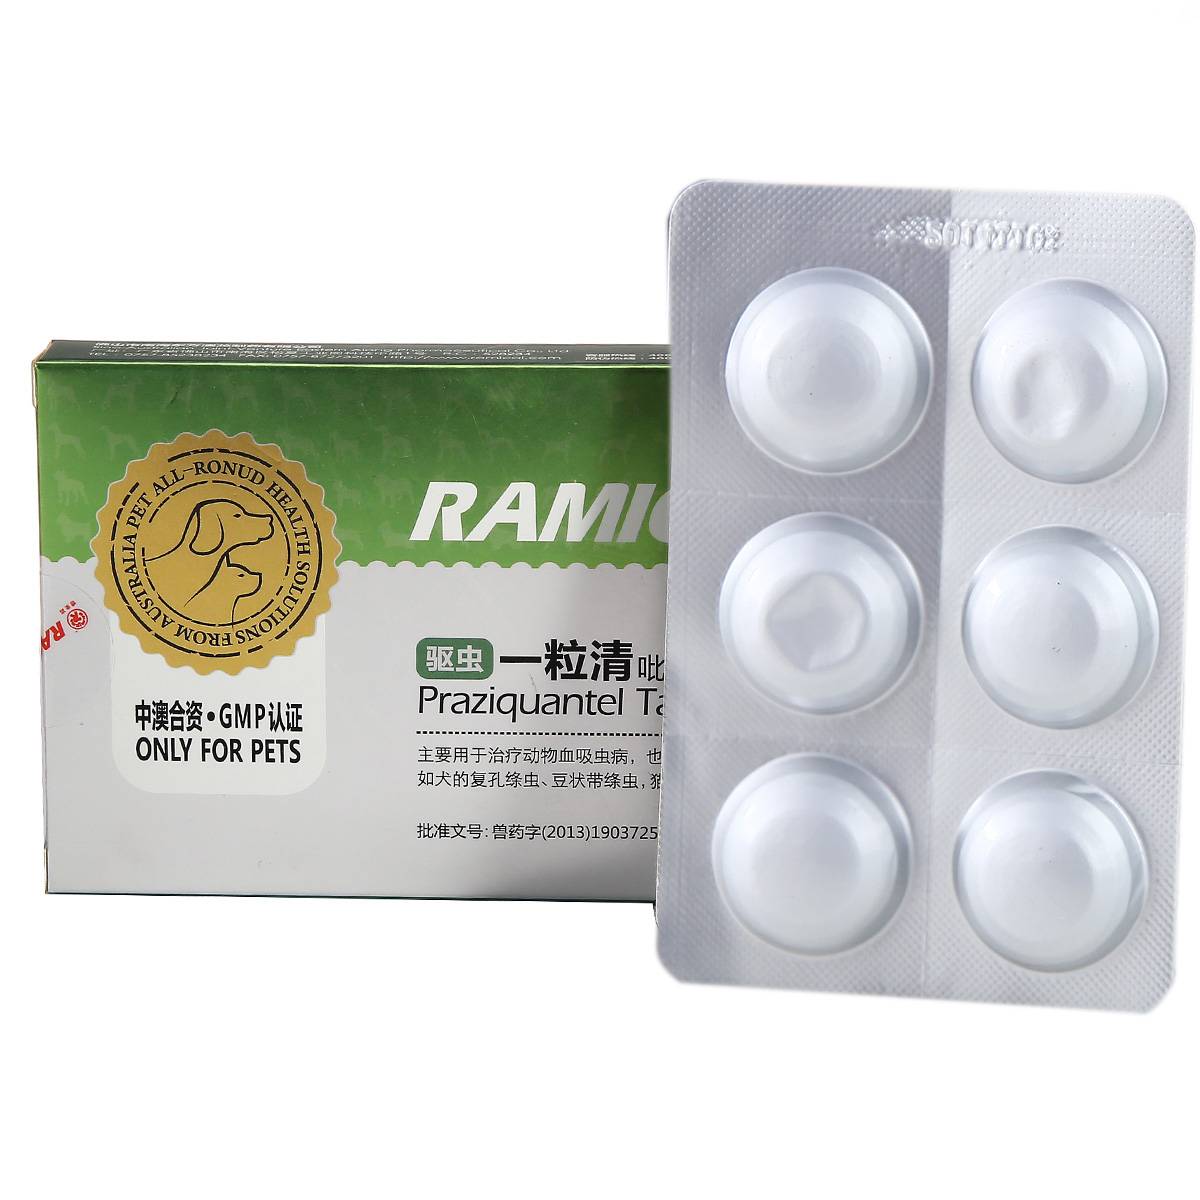 AUSTRALIA PET ALL-RONUD HEALTH SOLUTIONS FROM
RAMIC
RA
驱虫 一粒清 吡
Praziquantel Ta
中澳合资·GMP认证
ONLY FOR PETS
主要用于治疗动物血吸虫病，也
如犬的复孔绦虫、豆状带绦虫，猫
批准文号：兽药字(2013)1903725